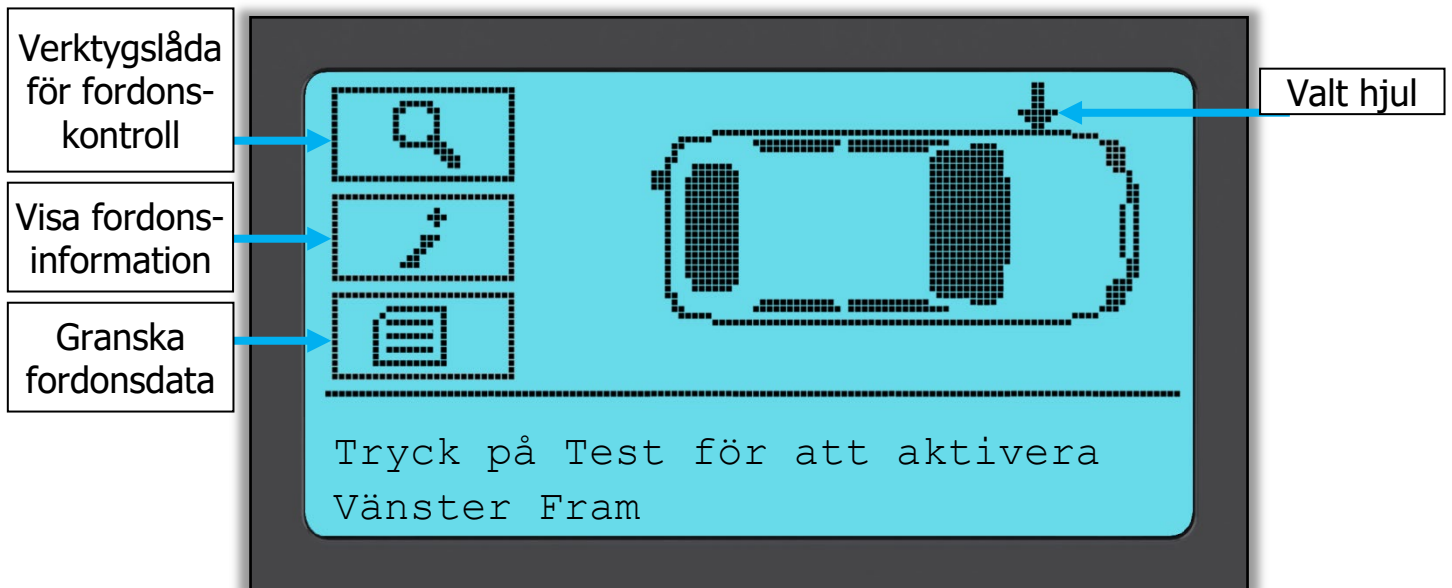 Verktygslåda
för fordons-
kontroll
Visa fordons-
information
Granska
fordonsdata
Valt hjul
Tryck på Test för att aktivera
Vänster Fram